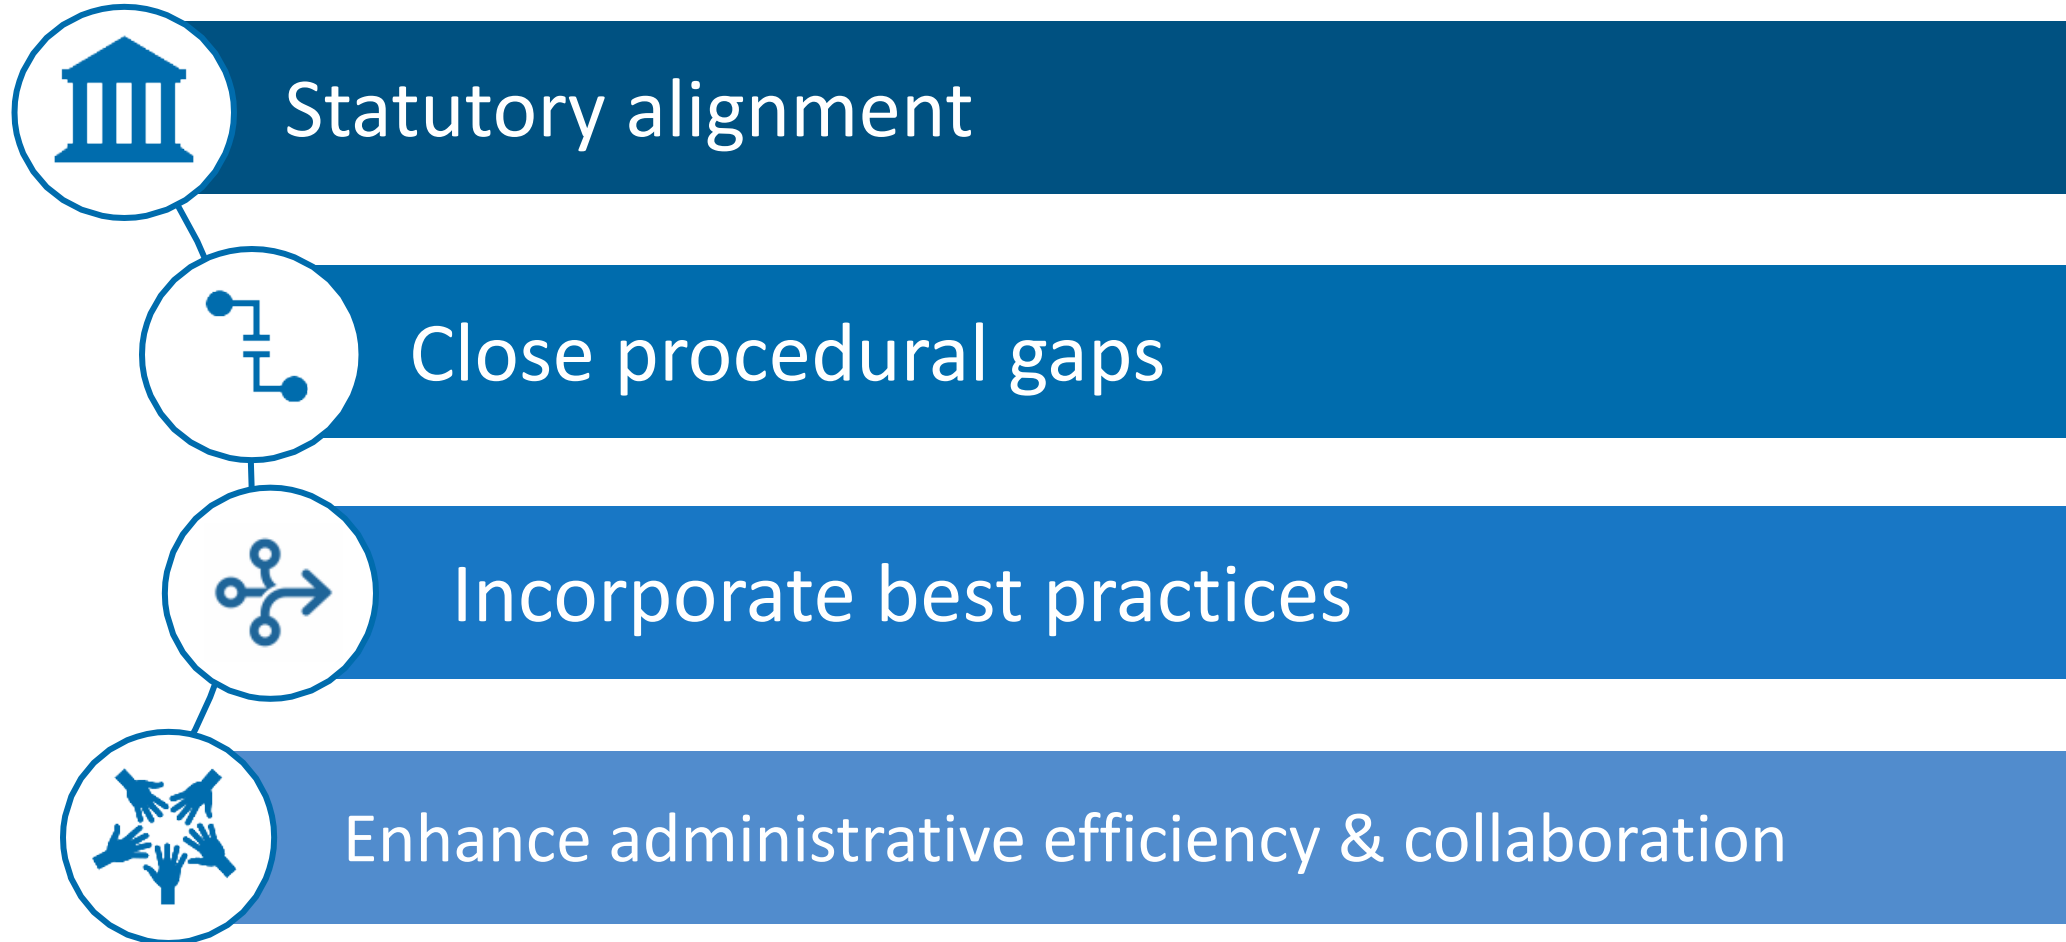 Statutory alignment
Close procedural gaps
Incorporate best practices
Enhance administrative efficiency & collaboration